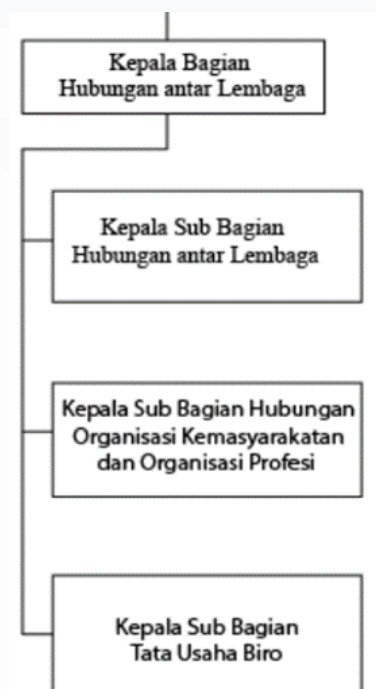 Kepala Bagian
Hubungan antar Lembaga
Kepala Sub Bagian
Hubungan antar Lembaga
Kepala Sub Bagian Hubungan
Organisasi Kemasyarakatan
dan Organisasi Profesi
Kepala Sub Bagian
Tata Usaha Biro